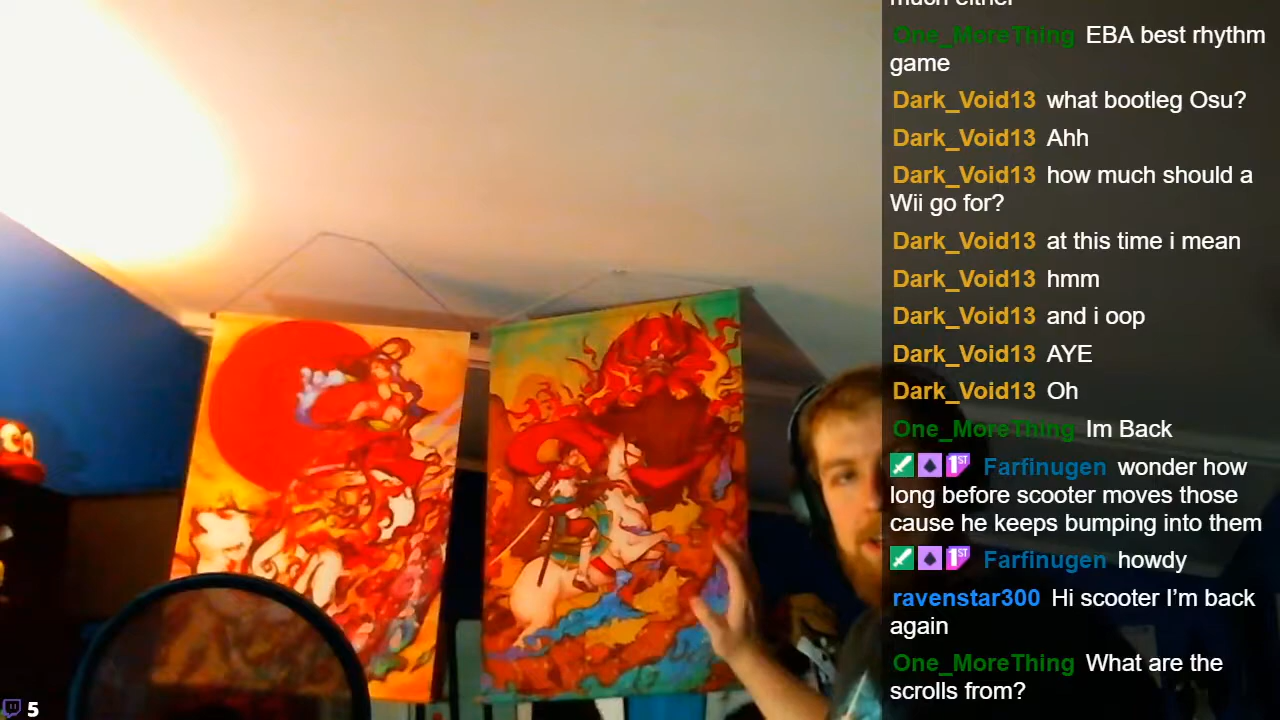 much either
One_MoreThing EBA best rhythm
game
Dark_Void13 what bootleg Osu?
Dark_Void13 Ahh
Dark_Void13 how much should a
Wii go for?
Dark_Void13 at this time i mean
Dark_Void13 hmm
Dark_Void13 and i oop
Dark_Void13 AYE
Dark_Void13 Oh
One_MoreThing Im Back
1ST Farfinugen wonder how
long before scooter moves those
cause he keeps bumping into them
1ST Farfinugen howdy
ravenstar300 Hi scooter I’m back
again
One_MoreThing What are the
scrolls from?
5